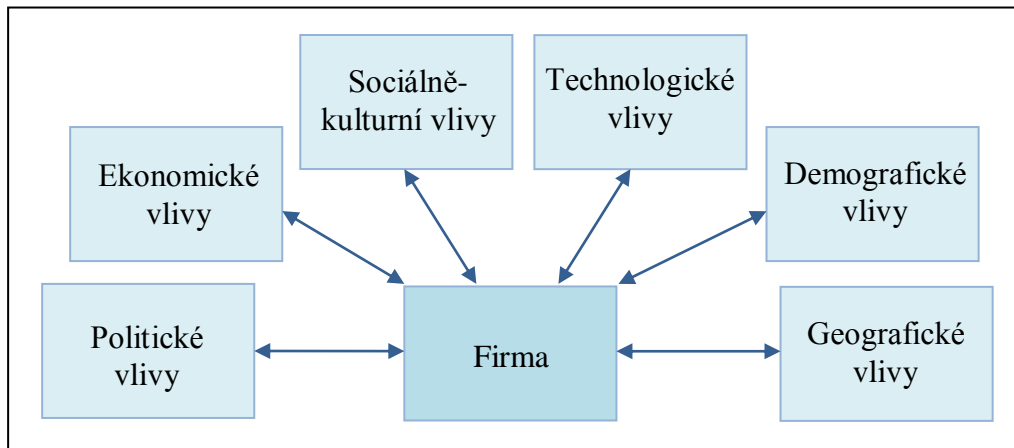 Sociálně-
kulturní vlivy
Technologické
vlivy
Ekonomické
vlivy
Demografické
vlivy
Politické
vlivy
Firma
Geografické
vlivy